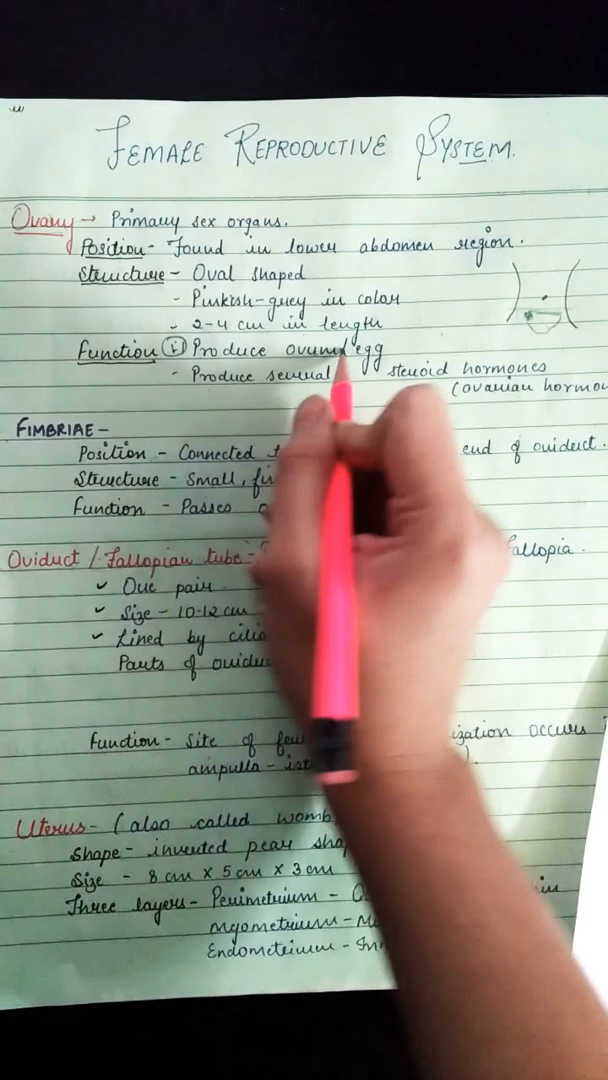 FEMALE REPRODUCTIVE SYSTEM.
Ovary → Primary sex organs.
Position - Found in lower abdomen region.
Structure - Oval shaped
- Pinkish-grey in color
- 2-4 cm in length
Function (i) Produce ovum/egg
- Produce several steroid hormones
(ovarian
FIMBRIAE -
Position - Connected end of oviduct.
Structure - Small,
Function - Passes
Oviduct / Fallopian tube - fallopia.
✓ One pair
✓ Size - 10-12 cm
✓ Lined by
Parts of
Function - Site of occurs
ampulla -
Uterus - (also called womb
Shape - inverted pear
Size - 8 cm x 5 cm x 3 cm
Three layers - Perimetrium -
Myometrium -
Endometrium -